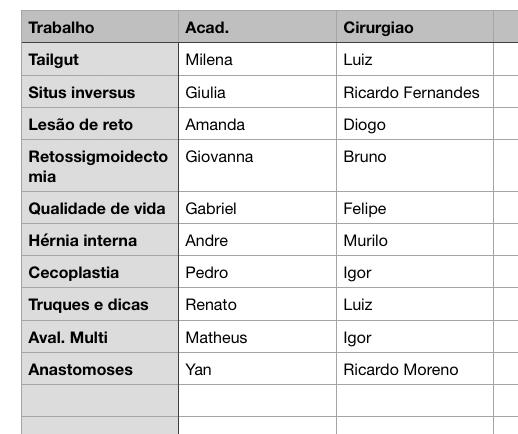 Trabalho Acad. Cirurgiao
Tailgut Milena Luiz
Situs inversus Giulia Ricardo Fernandes
Lesão de reto Amanda Diogo
Retossigmoidecto Giovanna Bruno
mia
Qualidade de vida Gabriel Felipe
Hérnia interna Andre Murilo
Cecoplastia Pedro Igor
Truques e dicas Renato Luiz
Aval. Multi Matheus Igor
Anastomoses Yan Ricardo Moreno